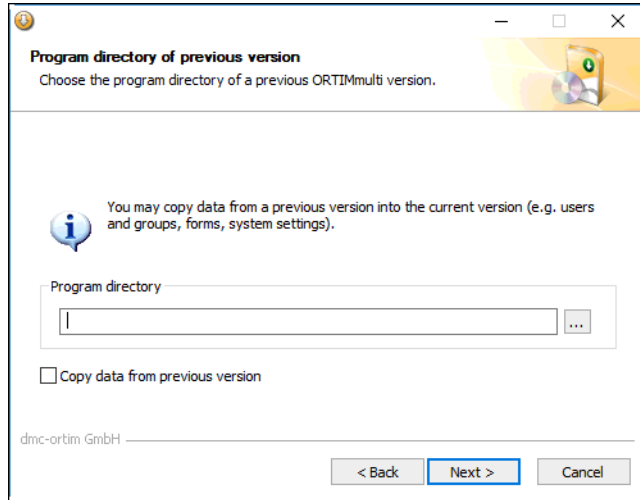 Program directory of previous version
Choose the program directory of a previous ORTIMmulti version.
You may copy data from a previous version into the current version (e.g. users
and groups, forms, system settings).
Program directory
...
Copy data from previous version
dmc-ortim GmbH
< Back
Next >
Cancel